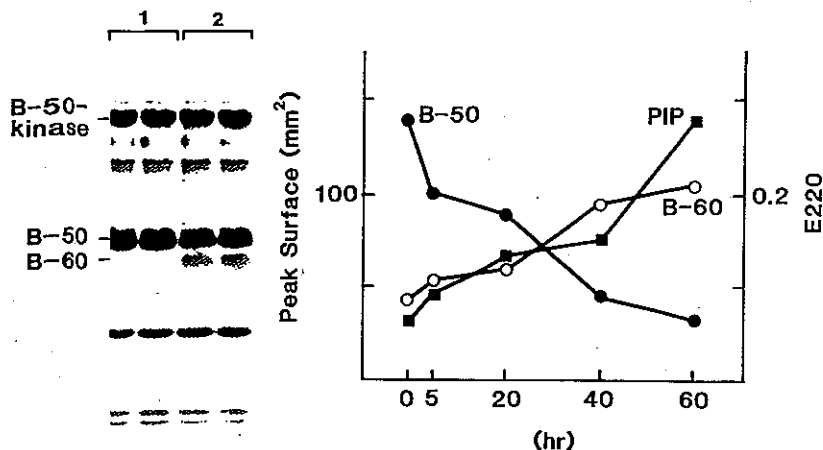 1 2
B-50-
kinase
B-50
B-60
Peak Surface (mm²)
100
B-50
PIP
B-60
0.2
E220
0 5 20 40 60
(hr)